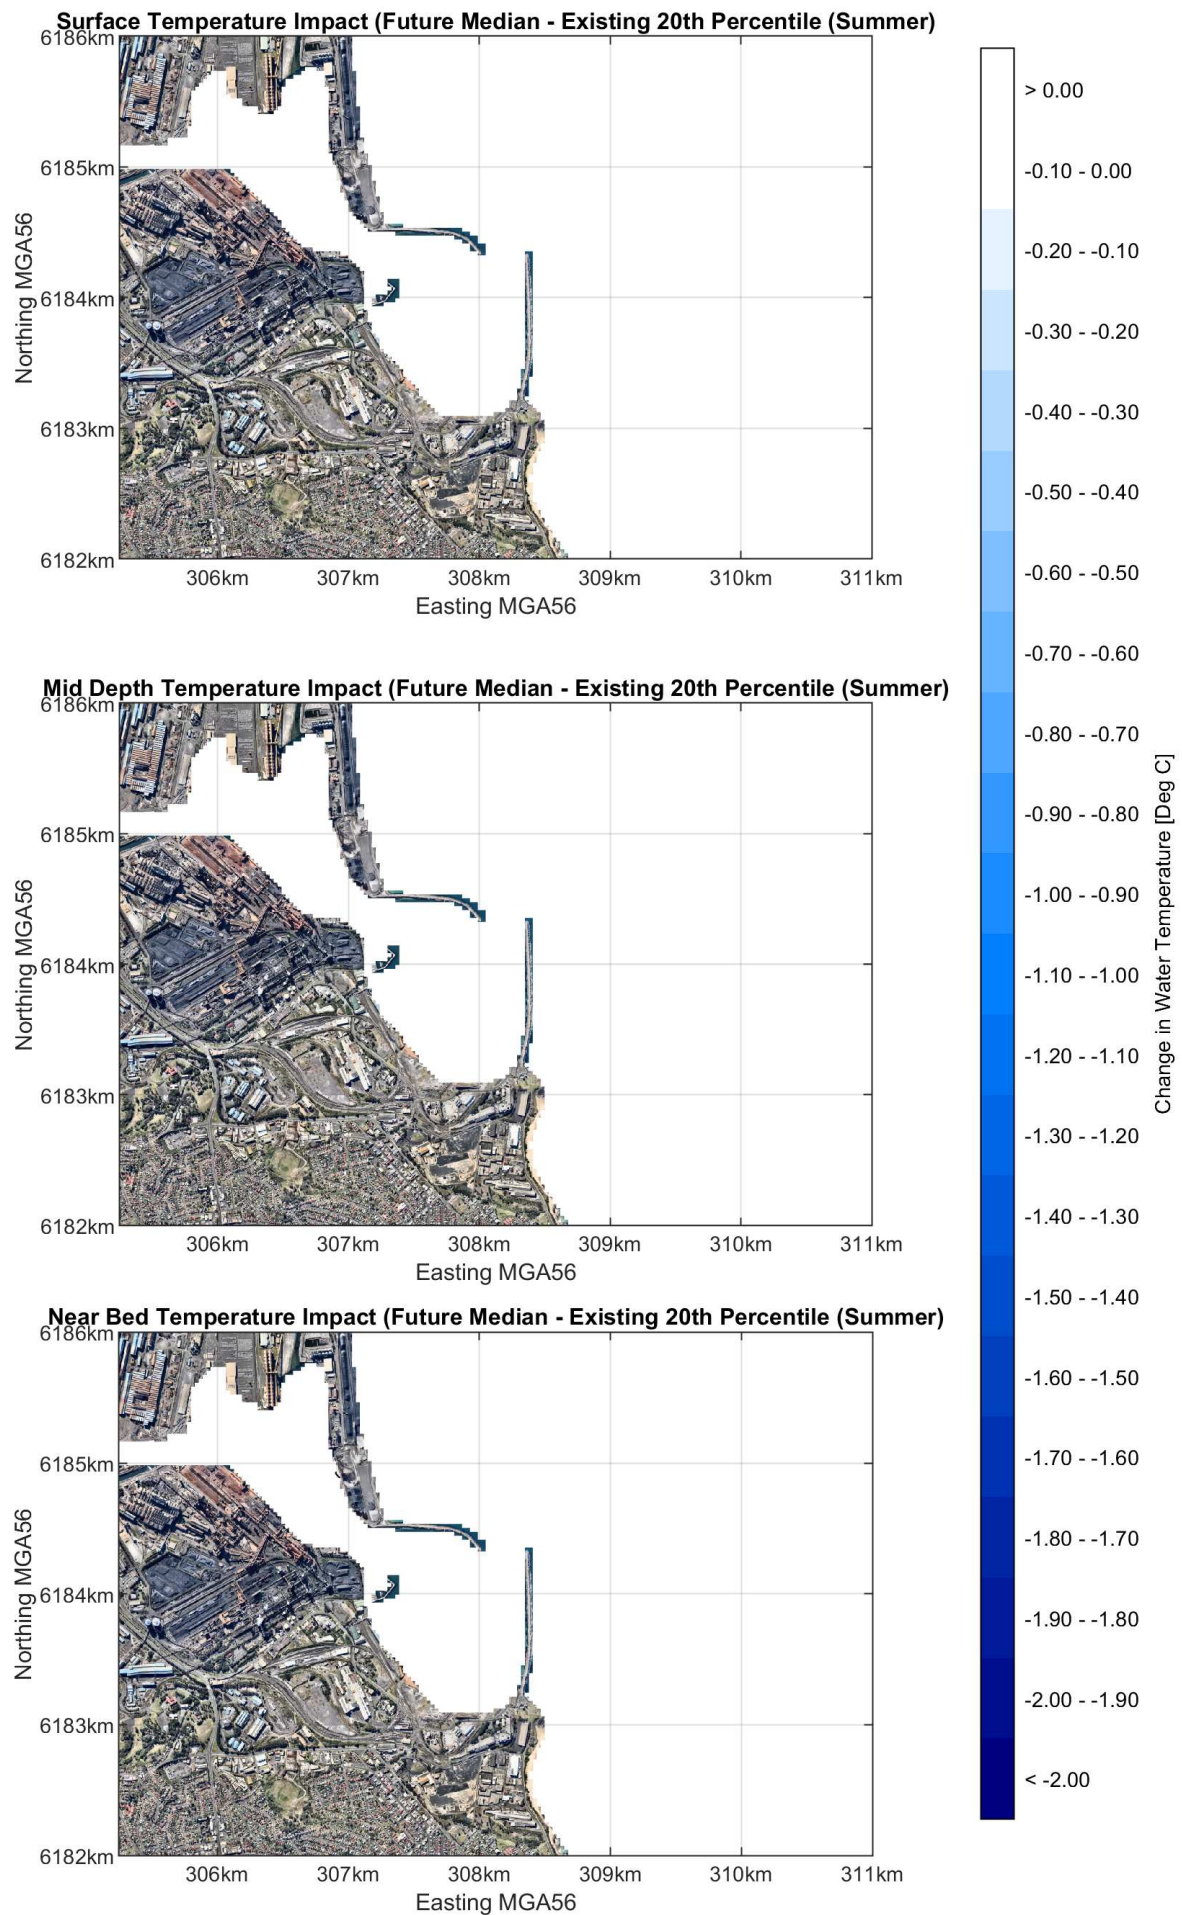 Surface Temperature Impact (Future Median - Existing 20th Percentile (Summer)
6186km
6185km
6184km
6183km
6182km
Northing MGA56
306km 307km 308km 309km 310km 311km
Easting MGA56
Mid Depth Temperature Impact (Future Median - Existing 20th Percentile (Summer)
6186km
6185km
6184km
6183km
6182km
Northing MGA56
306km 307km 308km 309km 310km 311km
Easting MGA56
Near Bed Temperature Impact (Future Median - Existing 20th Percentile (Summer)
6186km
6185km
6184km
6183km
6182km
Northing MGA56
306km 307km 308km 309km 310km 311km
Easting MGA56
> 0.00
-0.10 - 0.00
-0.20 - -0.10
-0.30 - -0.20
-0.40 - -0.30
-0.50 - -0.40
-0.60 - -0.50
-0.70 - -0.60
-0.80 - -0.70
-0.90 - -0.80
-1.00 - -0.90
-1.10 - -1.00
-1.20 - -1.10
-1.30 - -1.20
-1.40 - -1.30
-1.50 - -1.40
-1.60 - -1.50
-1.70 - -1.60
-1.80 - -1.70
-1.90 - -1.80
-2.00 - -1.90
< -2.00
Change in Water Temperature [Deg C]